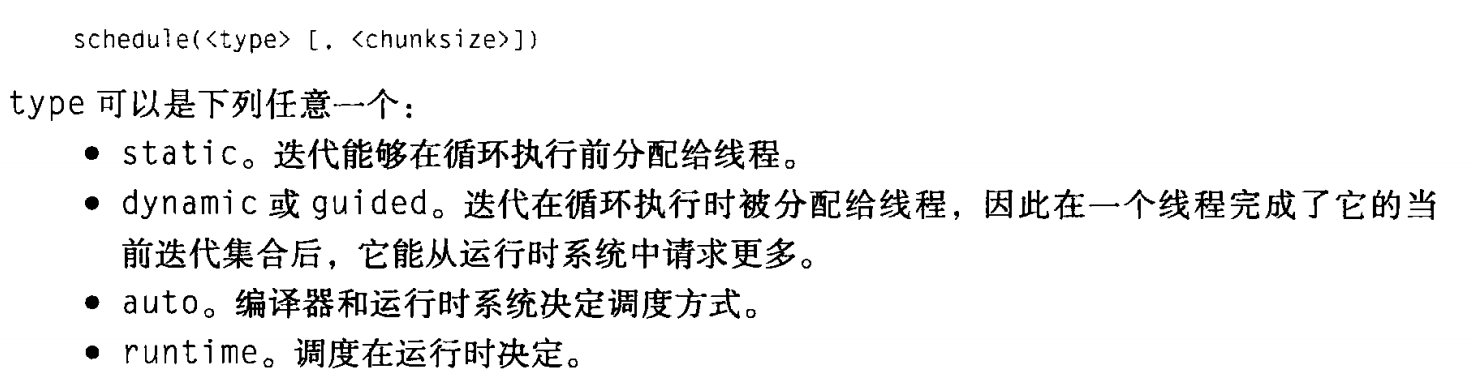 schedule(<type> [, <chunksize>])
type 可以是下列任意一个：
• static。迭代能够在循环执行前分配给线程。
• dynamic 或 guided。迭代在循环执行时被分配给线程，因此在一个线程完成了它的当
前迭代集合后，它能从运行时系统中请求更多。
• auto。编译器和运行时系统决定调度方式。
• runtime。调度在运行时决定。